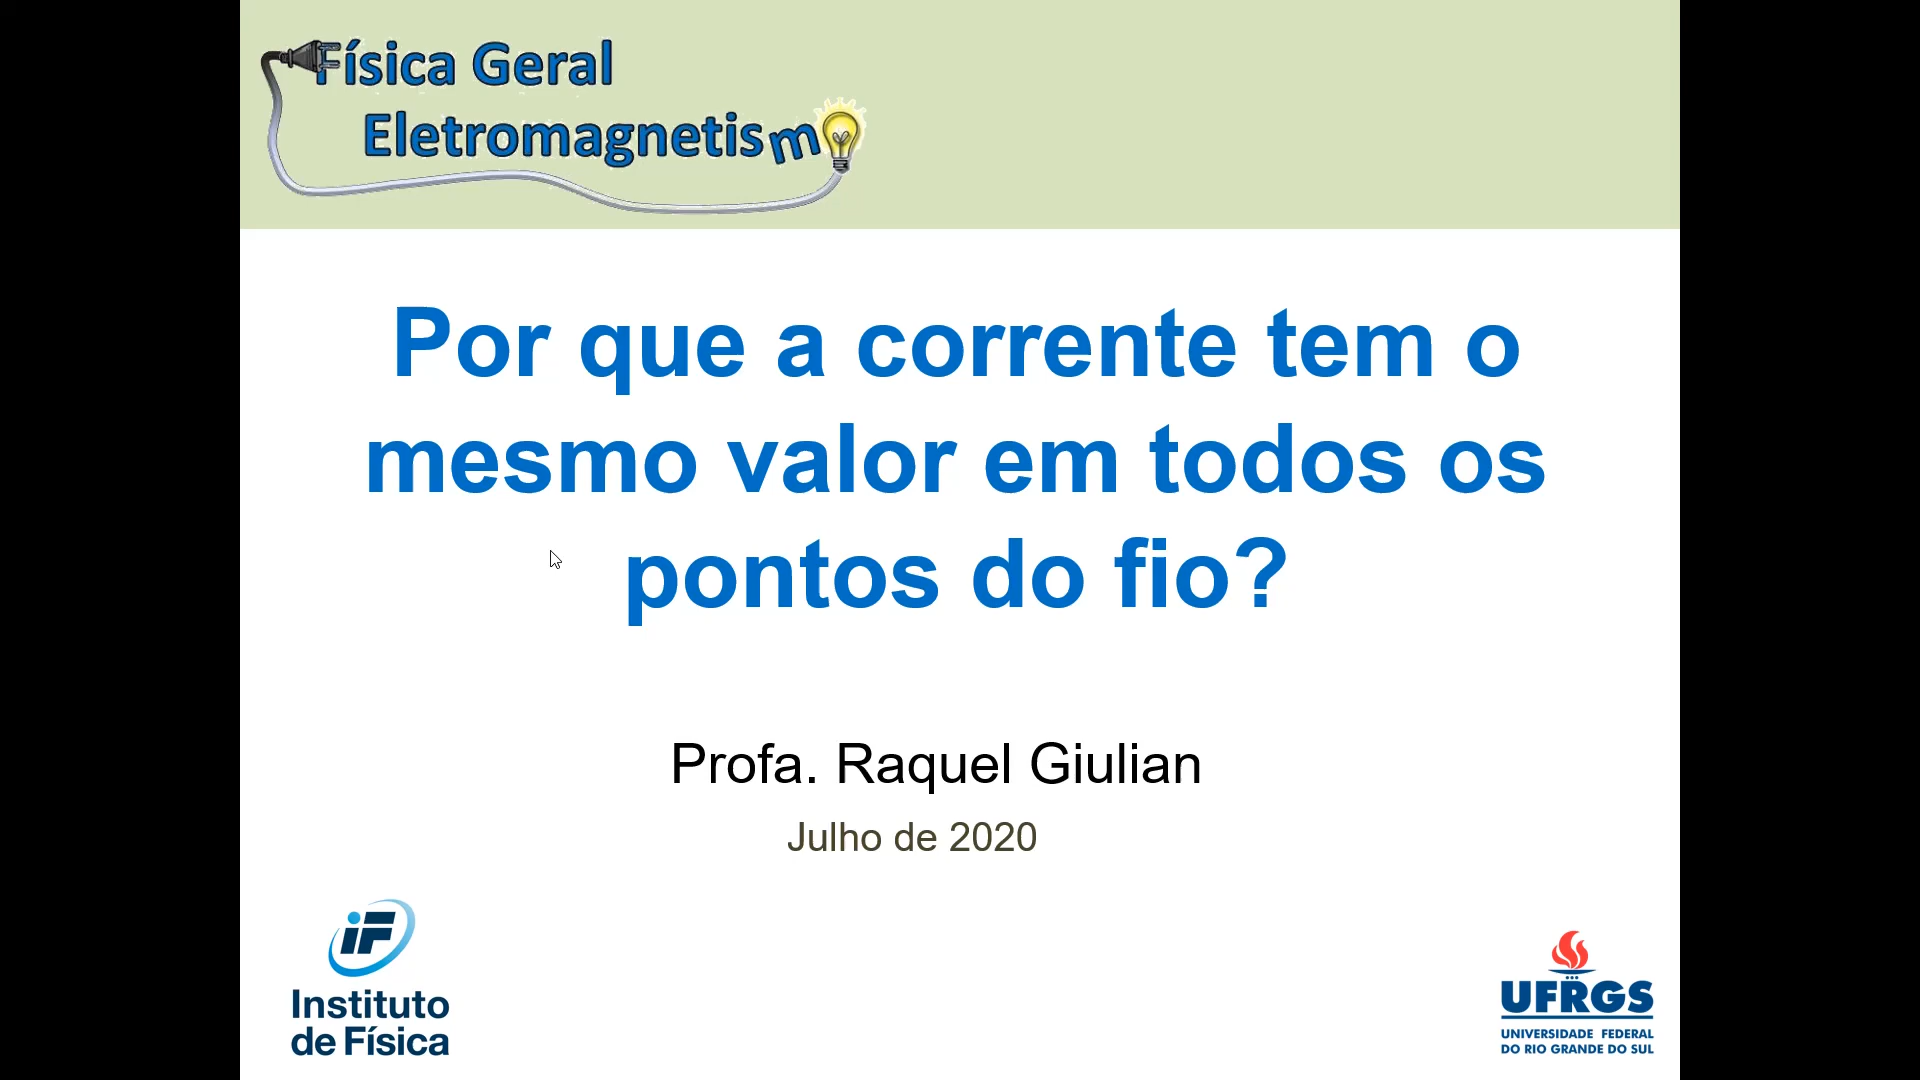 Física Geral
Eletromagnetismo
Por que a corrente tem o
mesmo valor em todos os
pontos do fio?
Profa. Raquel Giulian
Julho de 2020
iF
Instituto
de Física
UFRGS
UNIVERSIDADE FEDERAL
DO RIO GRANDE DO SUL